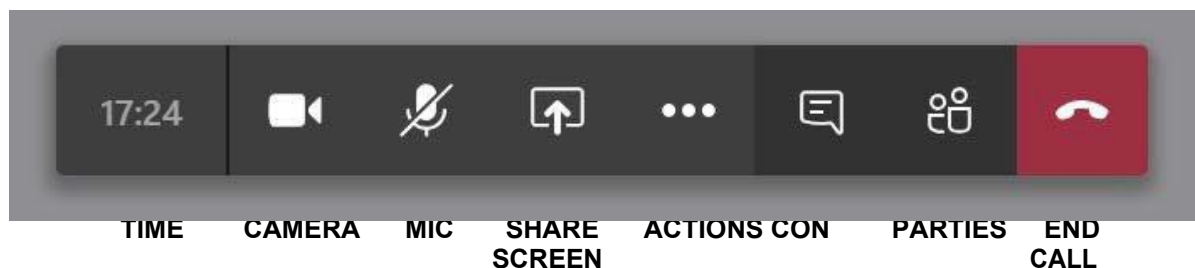 17:24
TIME CAMERA MIC SHARE ACTIONS CON PARTIES END
SCREEN CALL